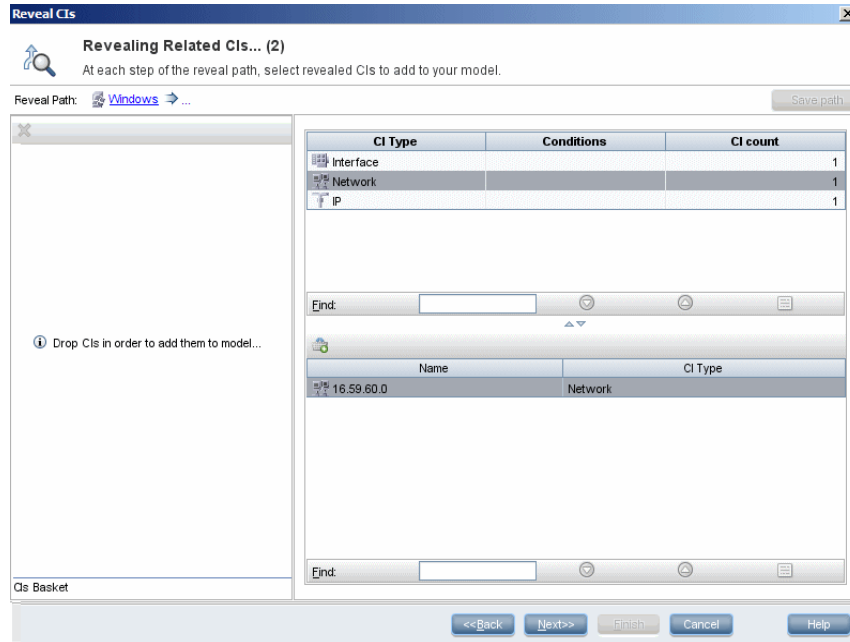 Reveal CIs
Revealing Related CIs... (2)
At each step of the reveal path, select revealed CIs to add to your model.
Reveal Path: Windows ...
Save path
CI Type Conditions CI count
Interface 1
Network 1
IP 1
Find:
Drop CIs in order to add them to model...
Name CI Type
16.59.60.0 Network
Find:
CIs Basket
<<Back Next>> Finish Cancel Help